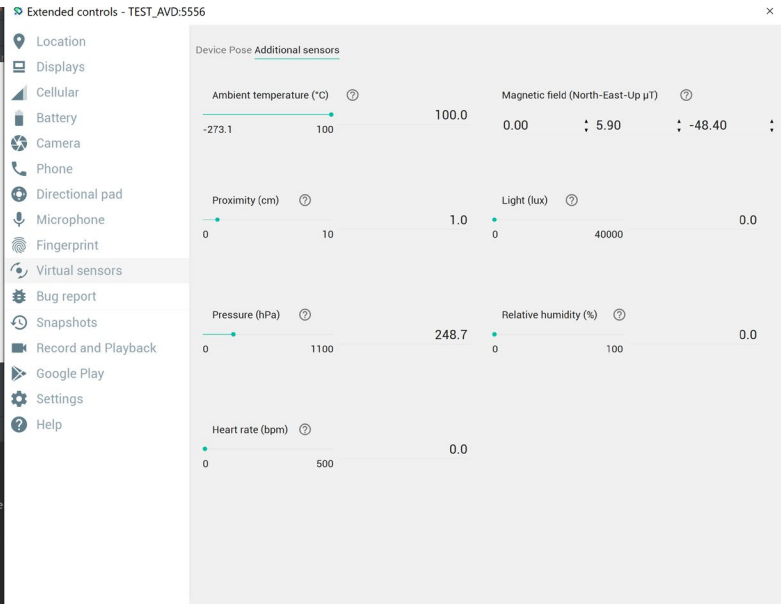 Extended controls - TEST_AVD:5556
Location
Displays
Cellular
Battery
Camera
Phone
Directional pad
Microphone
Fingerprint
Virtual sensors
Bug report
Snapshots
Record and Playback
Google Play
Settings
Help
Device Pose Additional sensors
Ambient temperature (°C)
100.0
-273.1 100
Magnetic field (North-East-Up µT)
0.00 5.90 -48.40
Proximity (cm)
1.0
0 10
Light (lux)
0.0
0 40000
Pressure (hPa)
248.7
0 1100
Relative humidity (%)
0.0
0 100
Heart rate (bpm)
0.0
0 500